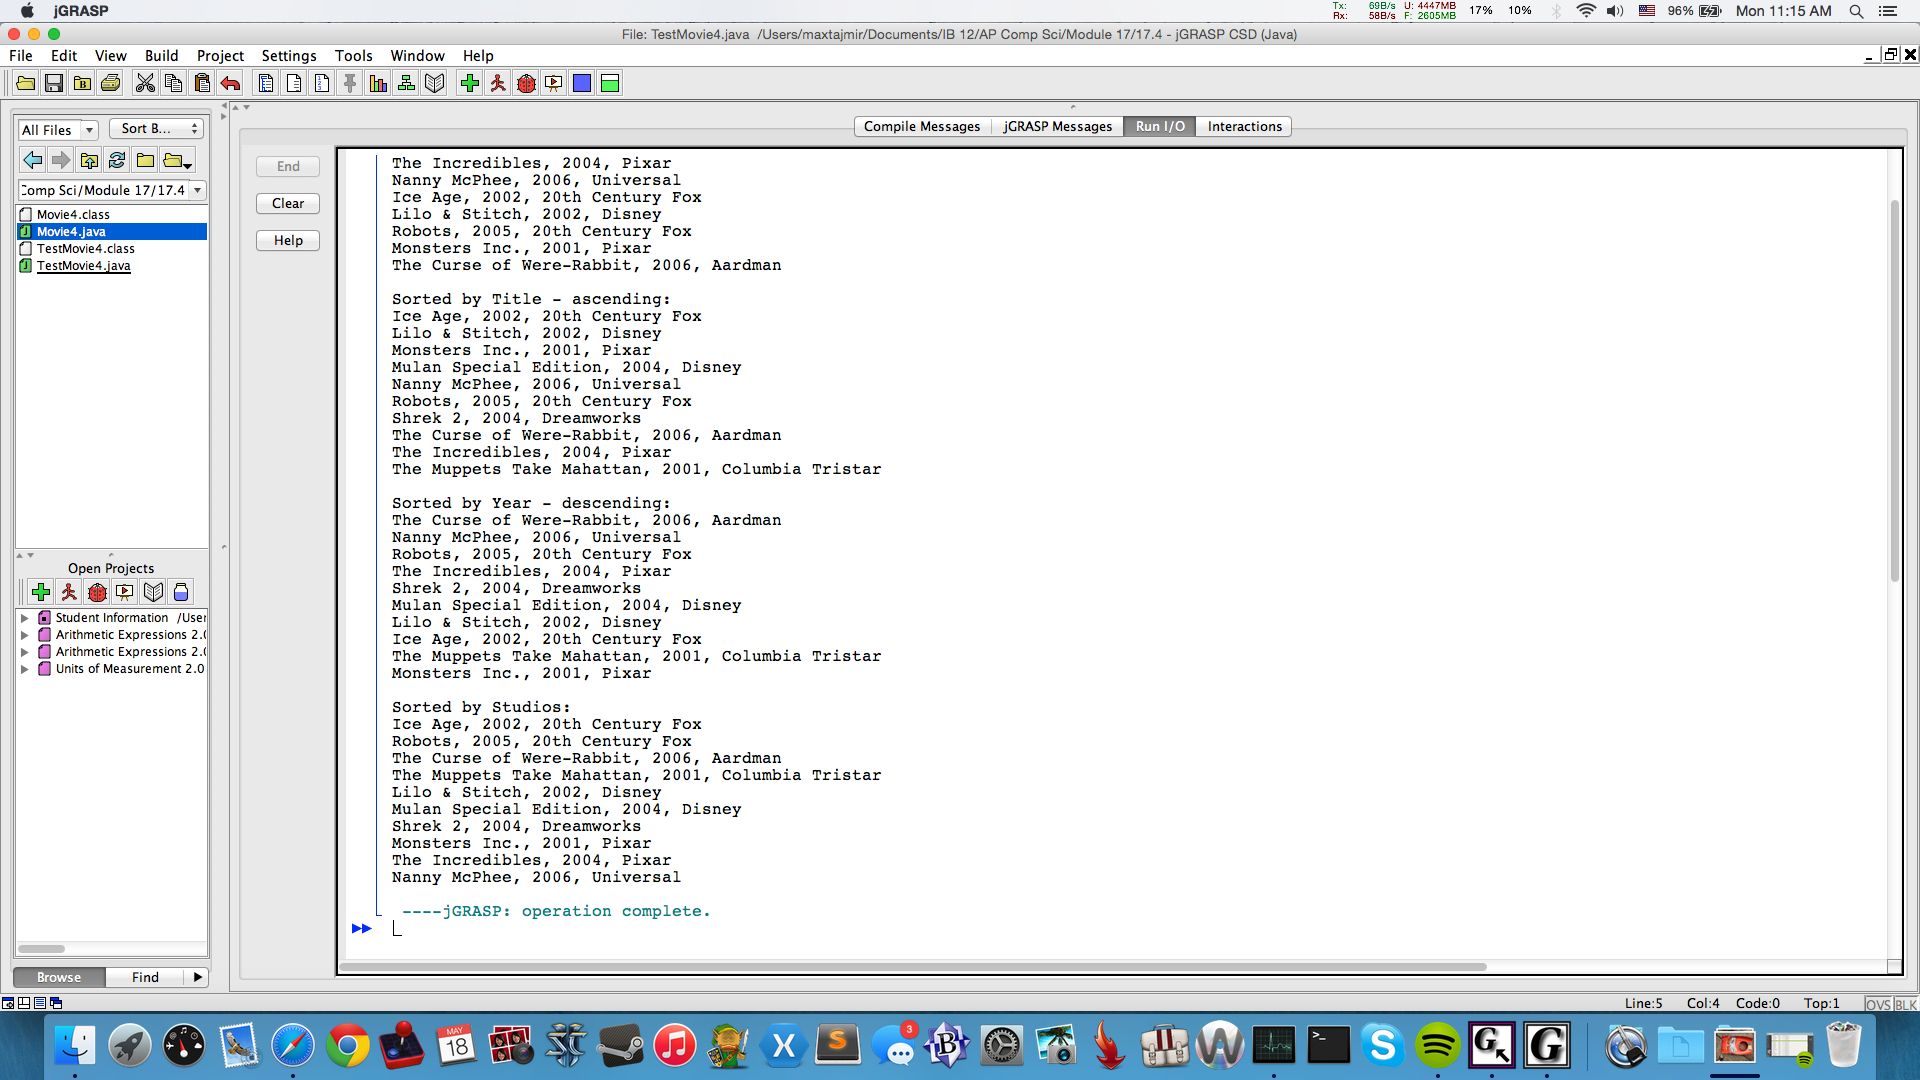 jGRASP
Tx: 69B/s U: 4447MB
Rx: 58B/s F: 2605MB
17% 10% 96% Mon 11:15 AM
File: TestMovie4.java /Users/maxtajmir/Documents/IB 12/AP Comp Sci/Module 17/17.4 - jGRASP CSD (Java)
File Edit View Build Project Settings Tools Window Help
All Files Sort B...
Comp Sci/Module 17/17.4
Movie4.class
Movie4.java
TestMovie4.class
TestMovie4.java
Open Projects
Student Information /User
Arithmetic Expressions 2.0
Arithmetic Expressions 2.0
Units of Measurement 2.0
Browse Find
Compile Messages jGRASP Messages Run I/O Interactions
End
Clear
Help
The Incredibles, 2004, Pixar
Nanny McPhee, 2006, Universal
Ice Age, 2002, 20th Century Fox
Lilo & Stitch, 2002, Disney
Robots, 2005, 20th Century Fox
Monsters Inc., 2001, Pixar
The Curse of Were-Rabbit, 2006, Aardman
Sorted by Title - ascending:
Ice Age, 2002, 20th Century Fox
Lilo & Stitch, 2002, Disney
Monsters Inc., 2001, Pixar
Mulan Special Edition, 2004, Disney
Nanny McPhee, 2006, Universal
Robots, 2005, 20th Century Fox
Shrek 2, 2004, Dreamworks
The Curse of Were-Rabbit, 2006, Aardman
The Incredibles, 2004, Pixar
The Muppets Take Mahattan, 2001, Columbia Tristar
Sorted by Year - descending:
The Curse of Were-Rabbit, 2006, Aardman
Nanny McPhee, 2006, Universal
Robots, 2005, 20th Century Fox
The Incredibles, 2004, Pixar
Shrek 2, 2004, Dreamworks
Mulan Special Edition, 2004, Disney
Lilo & Stitch, 2002, Disney
Ice Age, 2002, 20th Century Fox
The Muppets Take Mahattan, 2001, Columbia Tristar
Monsters Inc., 2001, Pixar
Sorted by Studios:
Ice Age, 2002, 20th Century Fox
Robots, 2005, 20th Century Fox
The Curse of Were-Rabbit, 2006, Aardman
The Muppets Take Mahattan, 2001, Columbia Tristar
Lilo & Stitch, 2002, Disney
Mulan Special Edition, 2004, Disney
Shrek 2, 2004, Dreamworks
Monsters Inc., 2001, Pixar
The Incredibles, 2004, Pixar
Nanny McPhee, 2006, Universal
----jGRASP: operation complete.
Line:5 Col:4 Code:0 Top:1 OVS BLK
MAY
18
3